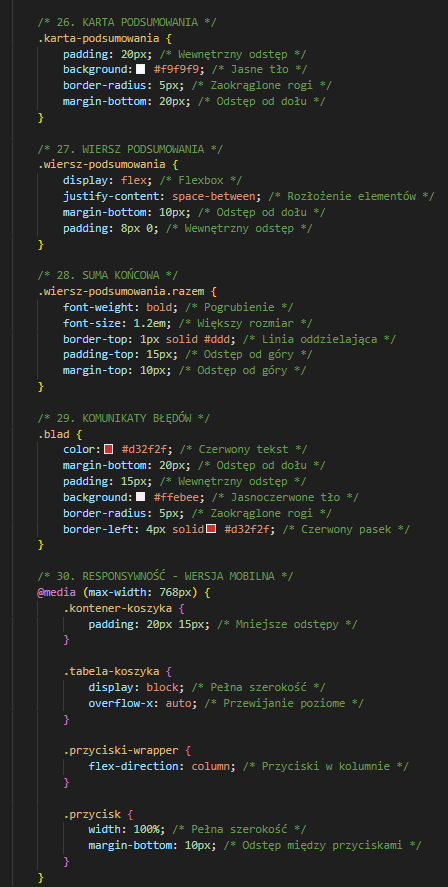 /* 26. KARTA PODSUMOWANIA */
.karta-podsumowania {
padding: 20px; /* Wewnętrzny odstęp */
background: #f9f9f9; /* Jasne tło */
border-radius: 5px; /* Zaokrąglone rogi */
margin-bottom: 20px; /* Odstęp od dołu */
}
/* 27. WIERSZ PODSUMOWANIA */
.wiersz-podsumowania {
display: flex; /* Flexbox */
justify-content: space-between; /* Rozłożenie elementów */
margin-bottom: 10px; /* Odstęp od dołu */
padding: 8px 0; /* Wewnętrzny odstęp */
}
/* 28. SUMA KOŃCOWA */
.wiersz-podsumowania.razem {
font-weight: bold; /* Pogrubienie */
font-size: 1.2em; /* Większy rozmiar */
border-top: 1px solid #ddd; /* Linia oddzielająca */
padding-top: 15px; /* Odstęp od góry */
margin-top: 10px; /* Odstęp od góry */
}
/* 29. KOMUNIKATY BŁĘDÓW */
.blad {
color: #d32f2f; /* Czerwony tekst */
margin-bottom: 20px; /* Odstęp od dołu */
padding: 15px; /* Wewnętrzny odstęp */
background: #ffebee; /* Jasnoczerwone tło */
border-radius: 5px; /* Zaokrąglone rogi */
border-left: 4px solid #d32f2f; /* Czerwony pasek */
}
/* 30. RESPONSYWNOŚĆ - WERSJA MOBILNA */
@media (max-width: 768px) {
.kontener-koszyka {
padding: 20px 15px; /* Mniejsze odstępy */
}
.tabela-koszyka {
display: block; /* Pełna szerokość */
overflow-x: auto; /* Przewijanie poziome */
}
.przyciski-wrapper {
flex-direction: column; /* Przyciski w kolumnie */
}
.przycisk {
width: 100%; /* Pełna szerokość */
margin-bottom: 10px; /* Odstęp między przyciskami */
}
}